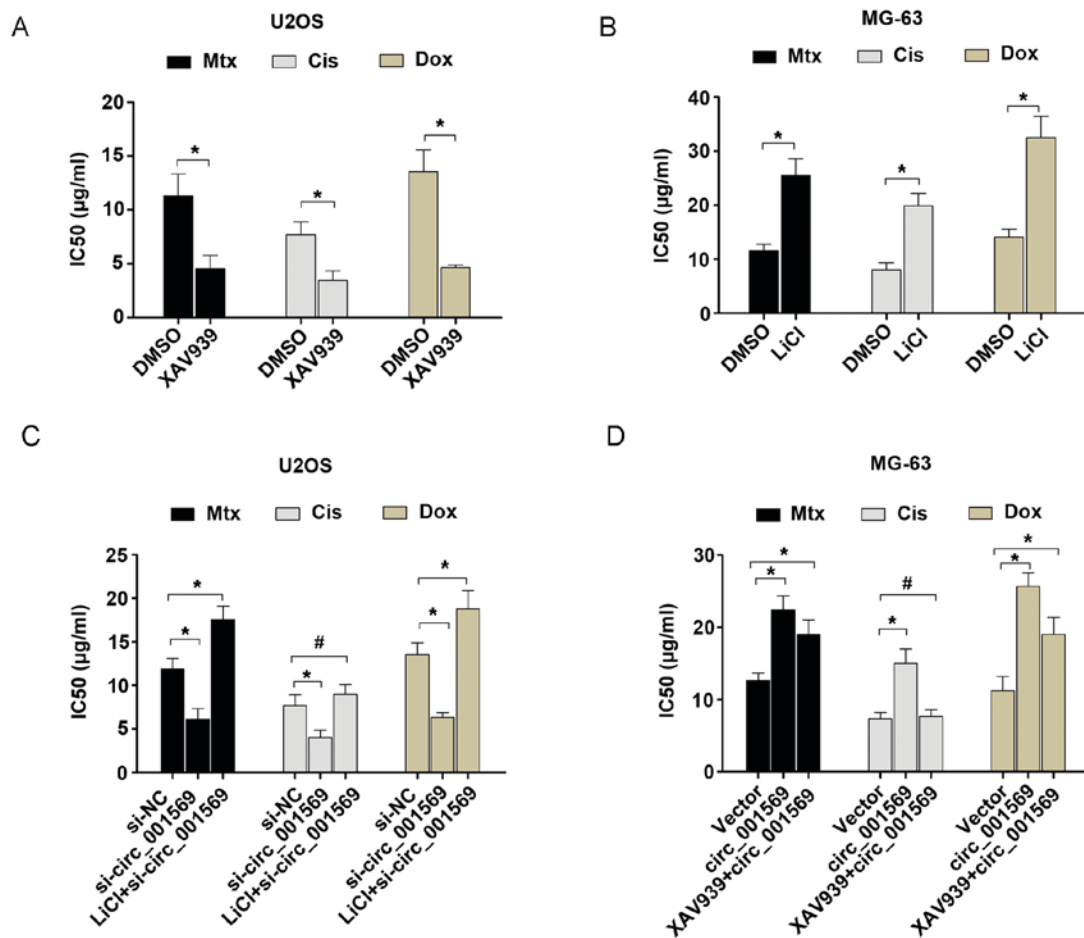 A
U2OS
Mtx Cis Dox
IC50 (µg/ml)
20
15
10
5
0
* * *
DMSO XAV939 DMSO XAV939 DMSO XAV939
B
MG-63
Mtx Cis Dox
IC50 (µg/ml)
40
30
20
10
0
* * *
DMSO LiCl DMSO LiCl DMSO LiCl
C
U2OS
Mtx Cis Dox
IC50 (µg/ml)
25
20
15
10
5
0
* * # * * *
si-NC si-circ_001569 LiCl+si-circ_001569 si-NC si-circ_001569 LiCl+si-circ_001569 si-NC si-circ_001569 LiCl+si-circ_001569
D
MG-63
Mtx Cis Dox
IC50 (µg/ml)
30
20
10
0
* * # * * *
Vector circ_001569 XAV939+circ_001569 Vector circ_001569 XAV939+circ_001569 Vector circ_001569 XAV939+circ_001569